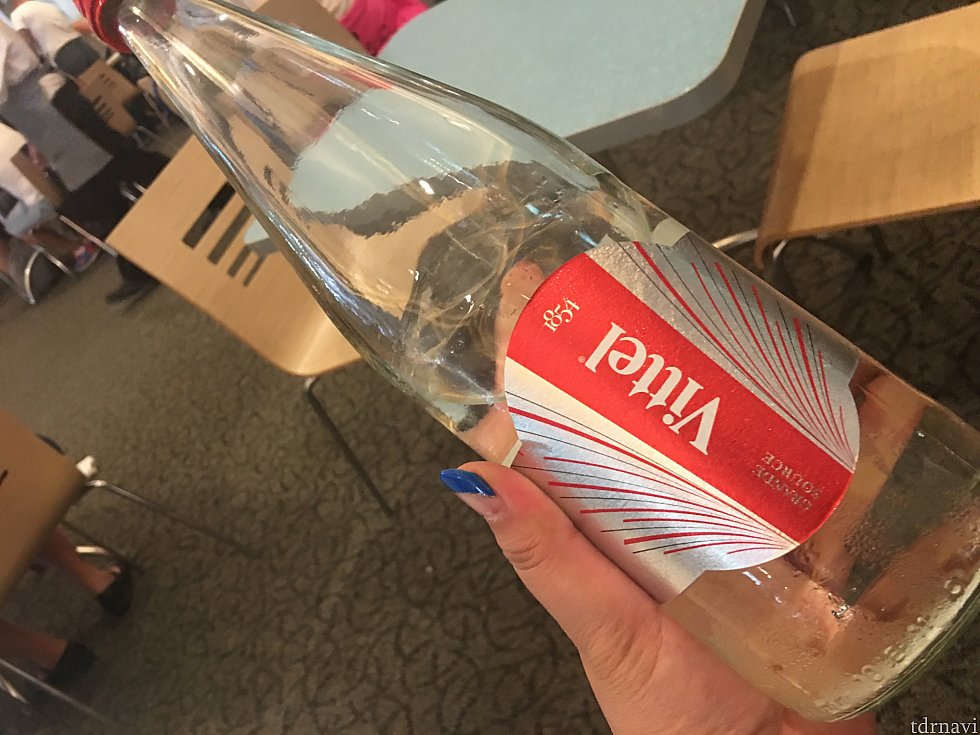 1854
Vittel®
GRANDE
SOURCE
tdrnavi